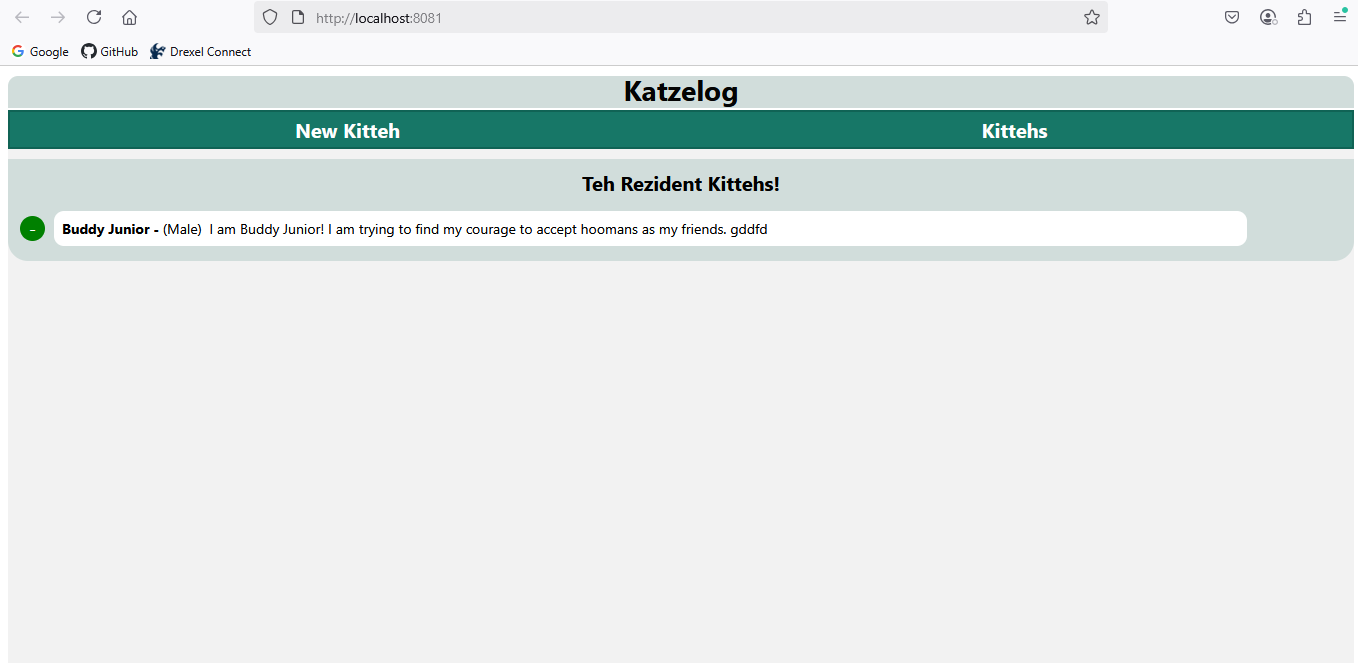 http://localhost:8081
Google GitHub Drexel Connect
Katzelog
New Kitteh Kittehs
Teh Rezident Kittehs!
- Buddy Junior - (Male) I am Buddy Junior! I am trying to find my courage to accept hoomans as my friends. gddfd